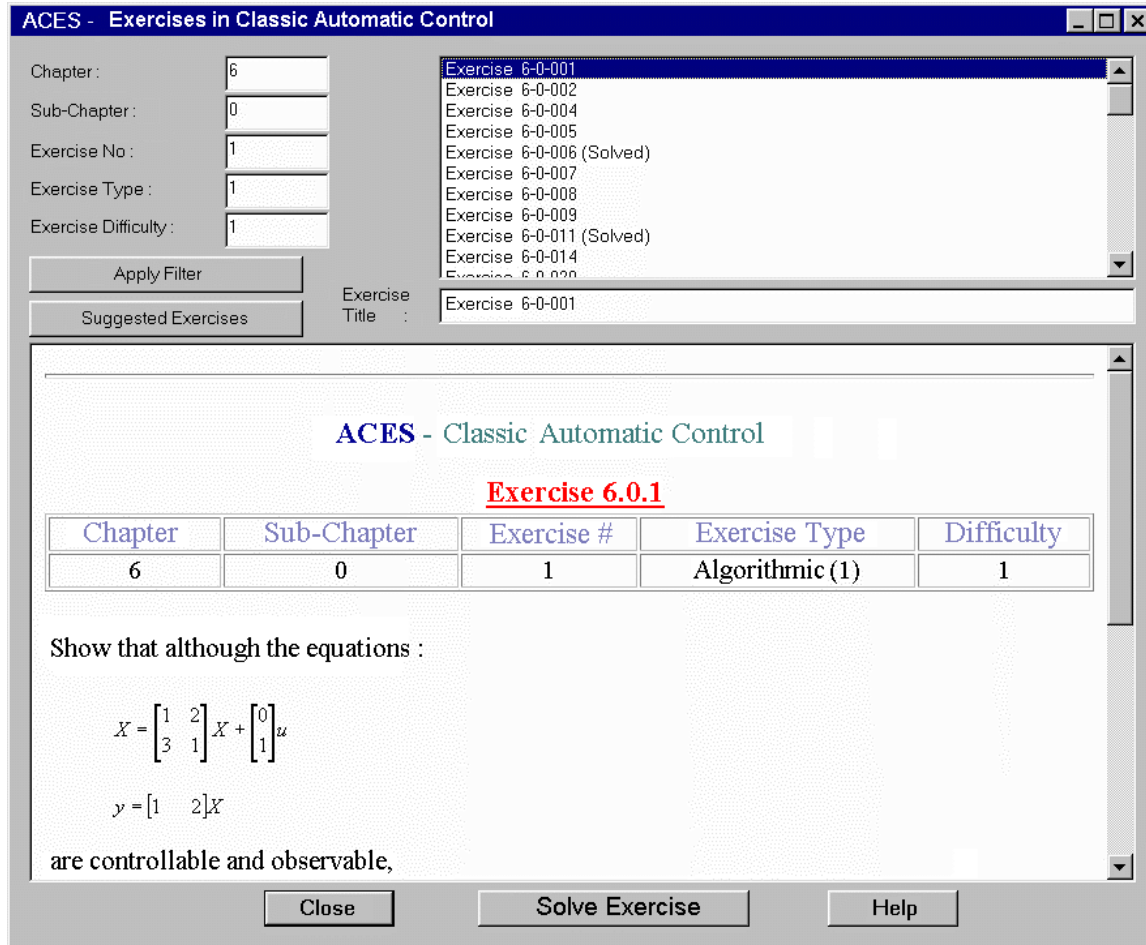 ACES - Exercises in Classic Automatic Control
Chapter : 6
Sub-Chapter : 0
Exercise No : 1
Exercise Type : 1
Exercise Difficulty : 1
Apply Filter
Suggested Exercises
Exercise 6-0-001
Exercise 6-0-002
Exercise 6-0-004
Exercise 6-0-005
Exercise 6-0-006 (Solved)
Exercise 6-0-007
Exercise 6-0-008
Exercise 6-0-009
Exercise 6-0-011 (Solved)
Exercise 6-0-014
Exercise 6-0-020
Exercise
Title : Exercise 6-0-001
ACES - Classic Automatic Control
Exercise 6.0.1
Chapter Sub-Chapter Exercise # Exercise Type Difficulty
6 0 1 Algorithmic (1) 1
Show that although the equations :
X = [1 2; 3 1] X + [0; 1] u
y = [1 2]X
are controllable and observable,
Close Solve Exercise Help